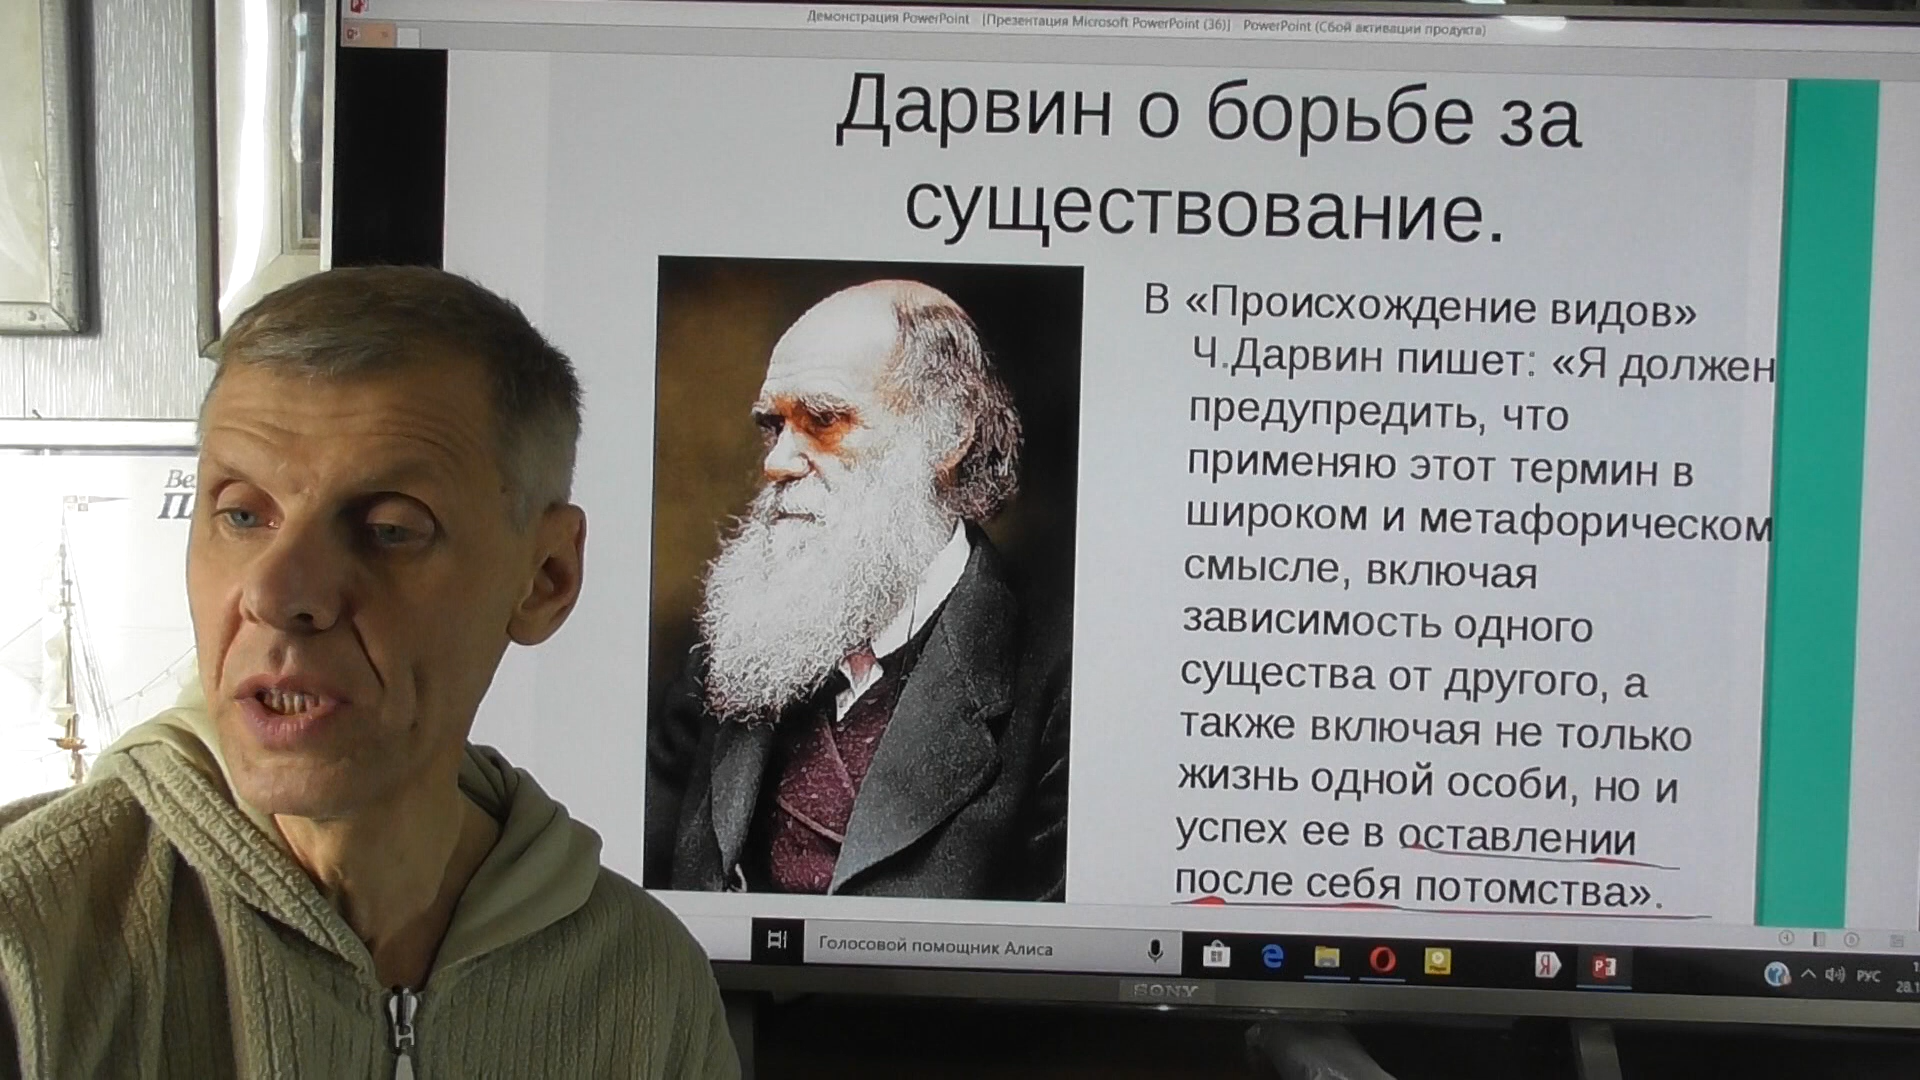 Демонстрация PowerPoint - [Презентация Microsoft PowerPoint (36)] - PowerPoint (Сбой активации продукта)
Дарвин о борьбе за
существование.
В «Происхождение видов»
Ч.Дарвин пишет: «Я должен
предупредить, что
применяю этот термин в
широком и метафорическом
смысле, включая
зависимость одного
существа от другого, а
также включая не только
жизнь одной особи, но и
успех ее в оставлении
после себя потомства».
Голосовой помощник Алиса
Я
P
РУС
SONY